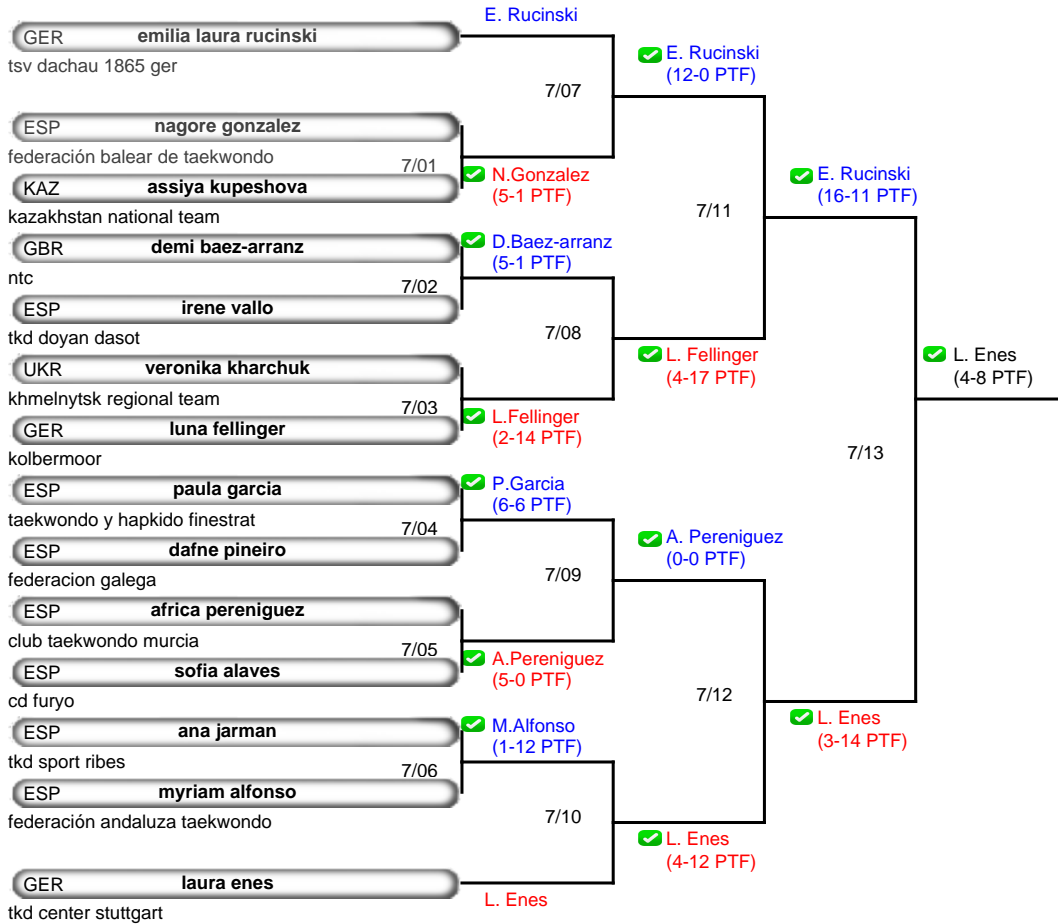 E. Rucinski
GER emilia laura rucinski
tsv dachau 1865 ger
E. Rucinski
(12-0 PTF)
7/07
ESP nagore gonzalez
federación balear de taekwondo
7/01
KAZ assiya kupeshova
kazakhstan national team
N.Gonzalez
(5-1 PTF)
E. Rucinski
(16-11 PTF)
7/11
GBR demi baez-arranz
ntc
D.Baez-arranz
(5-1 PTF)
7/02
ESP irene vallo
tkd doyan dasot
7/08
UKR veronika kharchuk
khmelnytsk regional team
L. Fellinger
(4-17 PTF)
L. Enes
(4-8 PTF)
7/03
GER luna fellinger
kolbermoor
L.Fellinger
(2-14 PTF)
7/13
ESP paula garcia
taekwondo y hapkido finestrat
P.Garcia
(6-6 PTF)
7/04
ESP dafne pineiro
federacion galega
A. Pereniguez
(0-0 PTF)
7/09
ESP africa pereniguez
club taekwondo murcia
7/05
ESP sofia alaves
cd furyo
A.Pereniguez
(5-0 PTF)
7/12
ESP ana jarman
tkd sport ribes
M.Alfonso
(1-12 PTF)
L. Enes
(3-14 PTF)
7/06
ESP myriam alfonso
federación andaluza taekwondo
7/10
L. Enes
(4-12 PTF)
GER laura enes
tkd center stuttgart
L. Enes